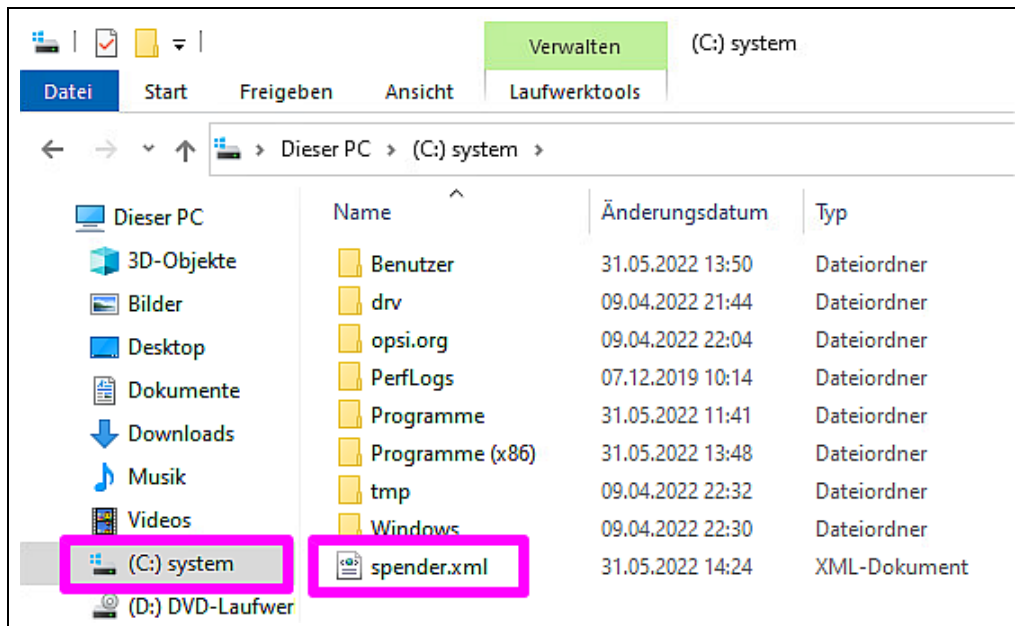 Verwalten (C:) system
Datei Start Freigeben Ansicht Laufwerktools
Dieser PC (C:) system
Name Änderungsdatum Typ
Dieser PC
3D-Objekte
Bilder
Desktop
Dokumente
Downloads
Musik
Videos
(C:) system
(D:) DVD-Laufwer
Benutzer 31.05.2022 13:50 Dateiordner
drv 09.04.2022 21:44 Dateiordner
opsi.org 09.04.2022 22:04 Dateiordner
PerfLogs 07.12.2019 10:14 Dateiordner
Programme 31.05.2022 11:41 Dateiordner
Programme (x86) 31.05.2022 13:48 Dateiordner
tmp 09.04.2022 22:32 Dateiordner
Windows 09.04.2022 22:30 Dateiordner
spender.xml 31.05.2022 14:24 XML-Dokument